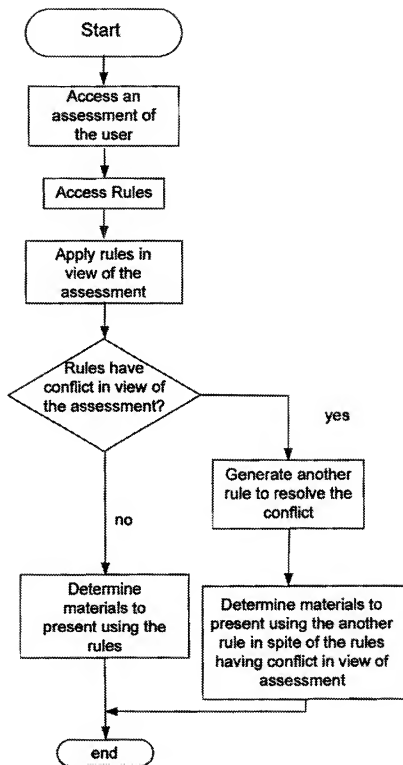 Start
Access an
assessment of
the user
Access Rules
Apply rules in
view of the
assessment
Rules have
conflict in view of
the assessment?
yes
Generate another
rule to resolve the
conflict
no
Determine
materials to
present using the
rules
Determine materials to
present using the another
rule in spite of the rules
having conflict in view of
assessment
end